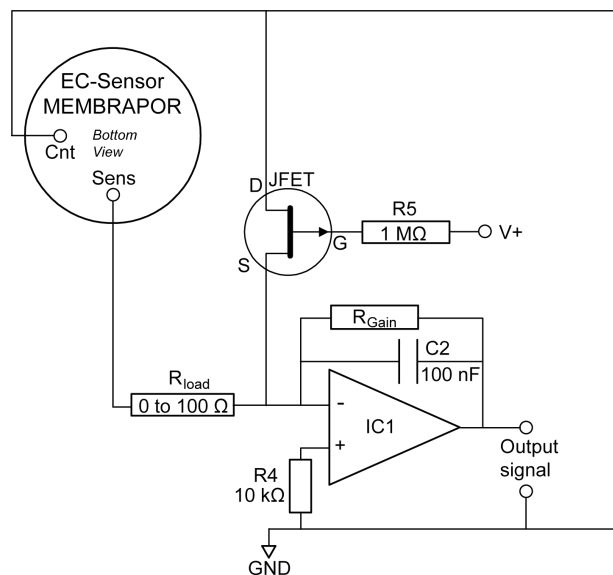 EC-Sensor
MEMBRAPOR
Bottom
View
Cnt
Sens
D
JFET
S
G
R5
1 MΩ
V+
RGain
C2
100 nF
Rload
0 to 100 Ω
-
+
IC1
R4
10 kΩ
Output
signal
GND